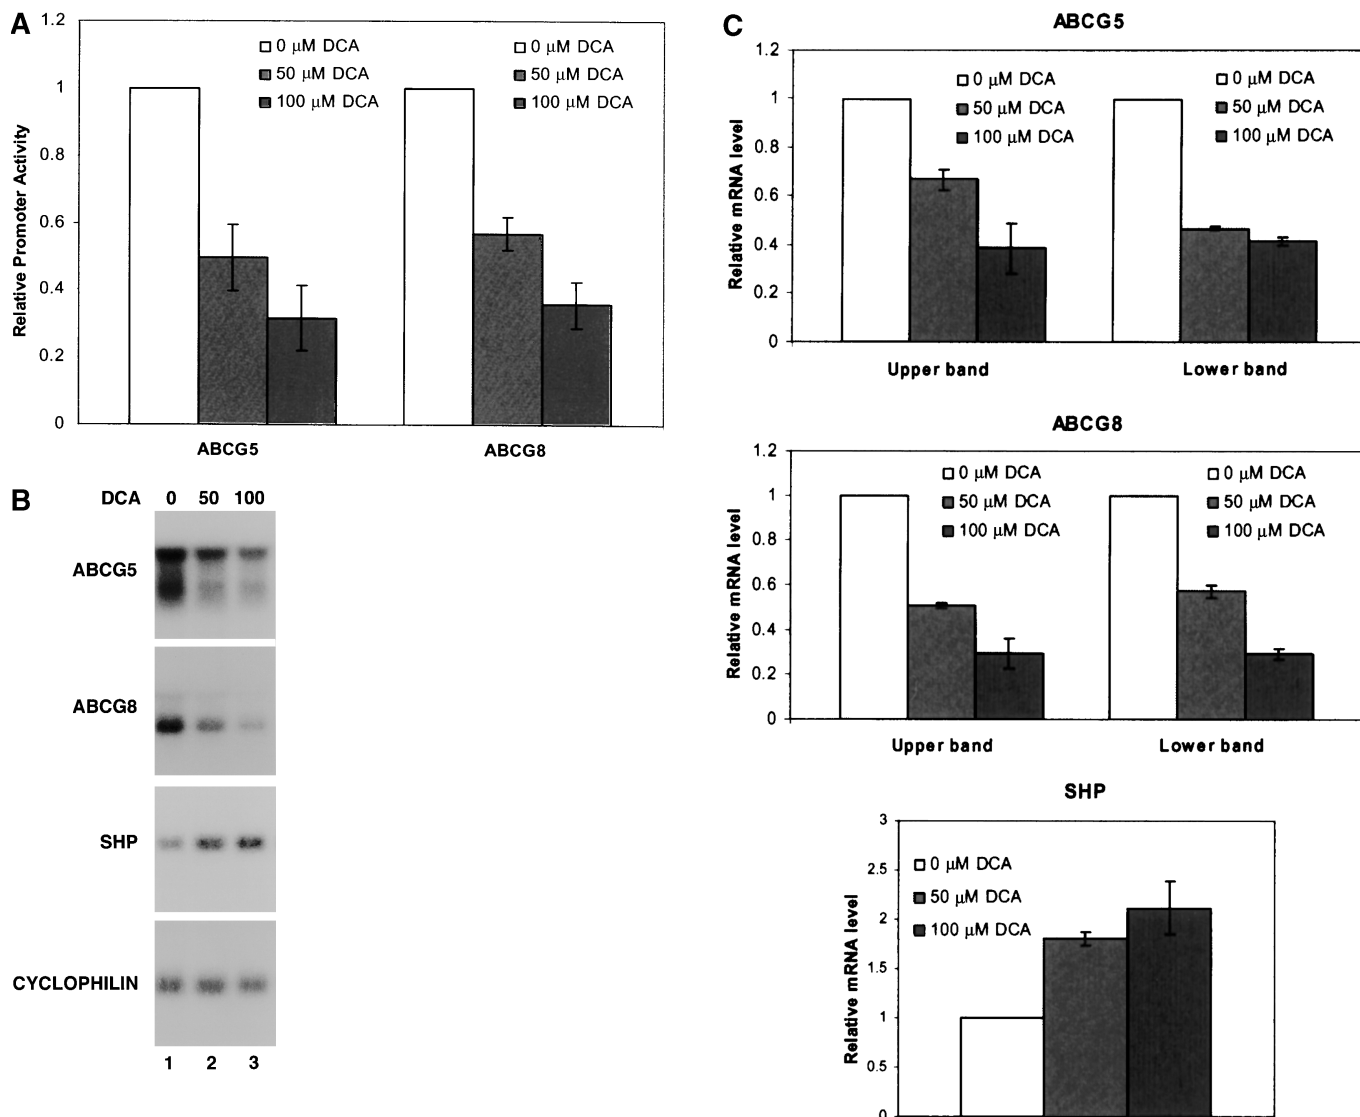 A
1.2
1
0.8
0.6
0.4
0.2
0
Relative Promoter Activity
0 μM DCA
50 μM DCA
100 μM DCA
0 μM DCA
50 μM DCA
100 μM DCA
ABCG5
ABCG8
B
DCA 0 50 100
ABCG5
ABCG8
SHP
CYCLOPHILIN
1 2 3
C
ABCG5
1.2
1
0.8
0.6
0.4
0.2
0
Relative mRNA level
0 μM DCA
50 μM DCA
100 μM DCA
0 μM DCA
50 μM DCA
100 μM DCA
Upper band
Lower band
ABCG8
1.2
1
0.8
0.6
0.4
0.2
0
Relative mRNA level
0 μM DCA
50 μM DCA
100 μM DCA
0 μM DCA
50 μM DCA
100 μM DCA
Upper band
Lower band
SHP
3
2.5
2
1.5
1
0.5
0
Relative mRNA level
0 μM DCA
50 μM DCA
100 μM DCA